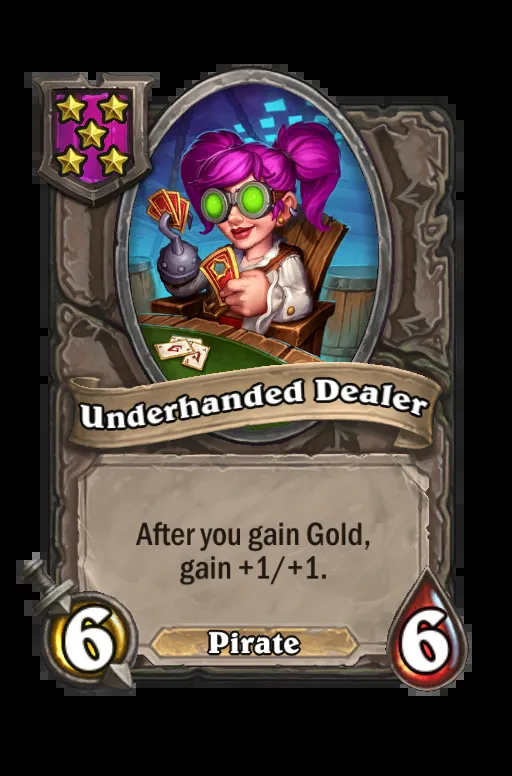 Underhanded Dealer
After you gain Gold,
gain +1/+1.
6
Pirate
6